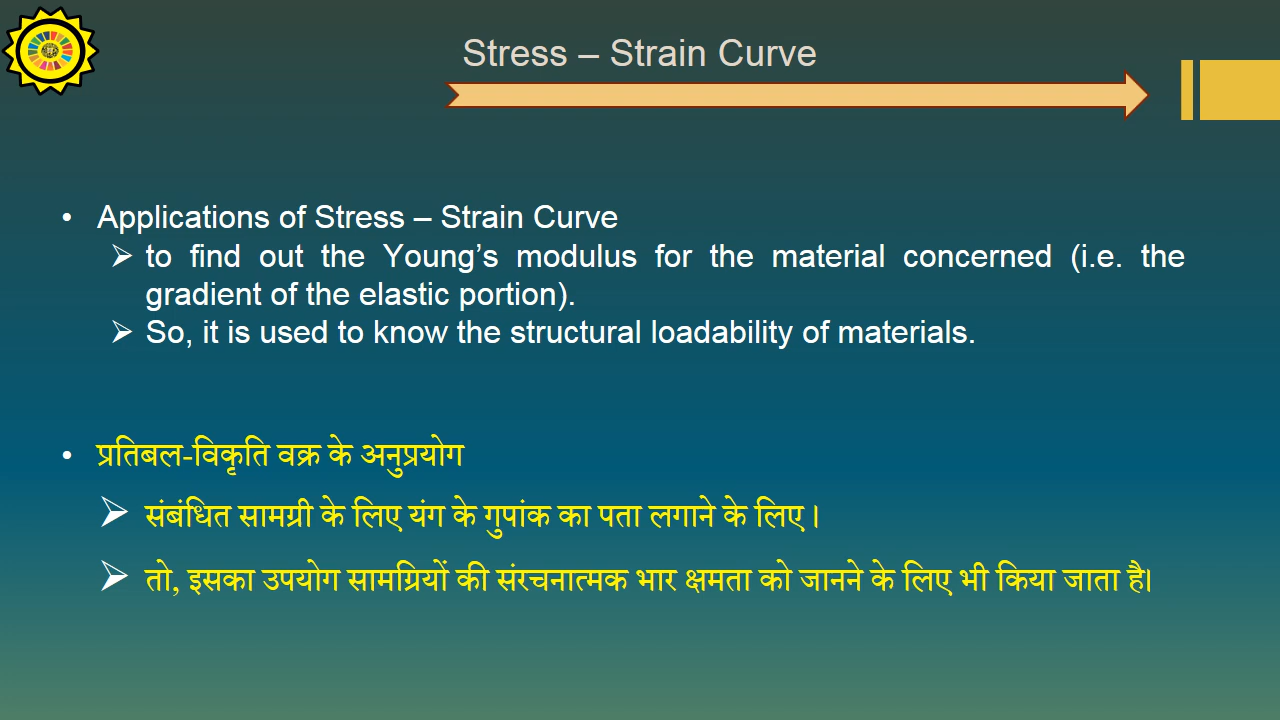 Stress – Strain Curve
• Applications of Stress – Strain Curve
➢ to find out the Young’s modulus for the material concerned (i.e. the
gradient of the elastic portion).
➢ So, it is used to know the structural loadability of materials.
• प्रतिबल-विकृति वक्र के अनुप्रयोग
➢ संबंधित सामग्री के लिए यंग के गुपांक का पता लगाने के लिए।
➢ तो, इसका उपयोग सामग्रियों की संरचनात्मक भार क्षमता को जानने के लिए भी किया जाता है।